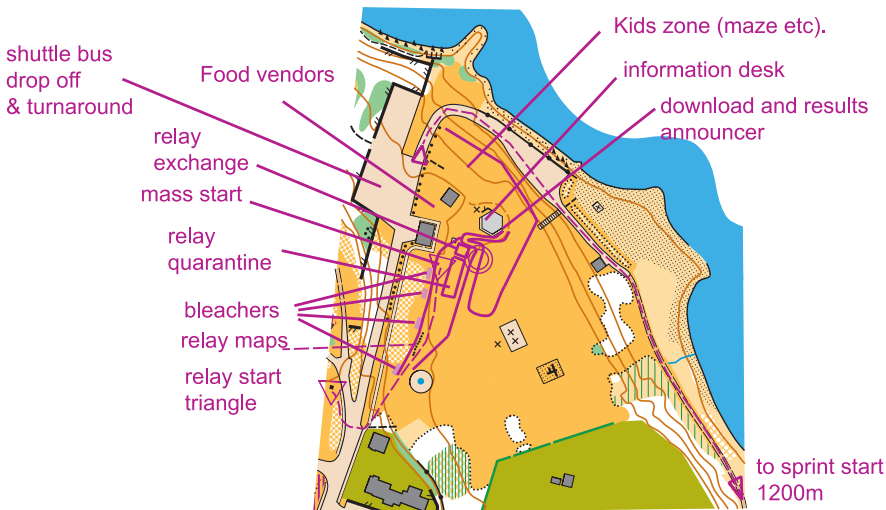 Kids zone (maze etc).
shuttle bus
drop off
& turnaround
Food vendors
information desk
download and results
announcer
relay
exchange
mass start
relay
quarantine
bleachers
relay maps
relay start
triangle
to sprint start
1200m